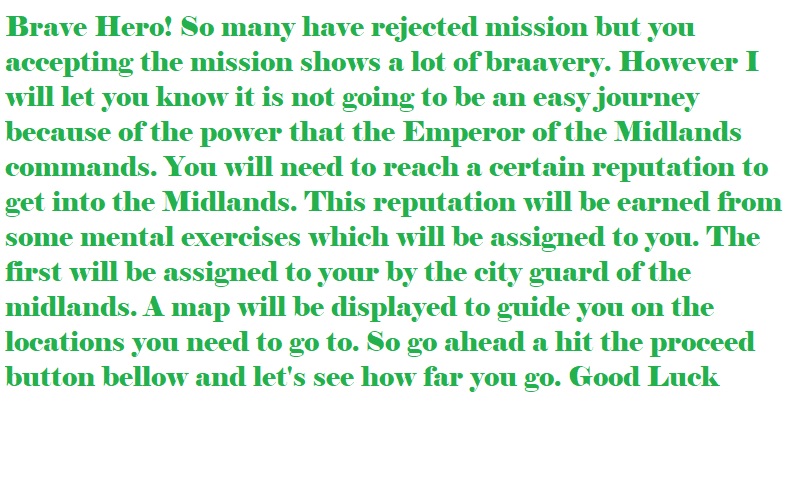 Brave Hero! So many have rejected mission but you
accepting the mission shows a lot of braavery. However I
will let you know it is not going to be an easy journey
because of the power that the Emperor of the Midlands
commands. You will need to reach a certain reputation to
get into the Midlands. This reputation will be earned from
some mental exercises which will be assigned to you. The
first will be assigned to your by the city guard of the
midlands. A map will be displayed to guide you on the
locations you need to go to. So go ahead a hit the proceed
button bellow and let's see how far you go. Good Luck